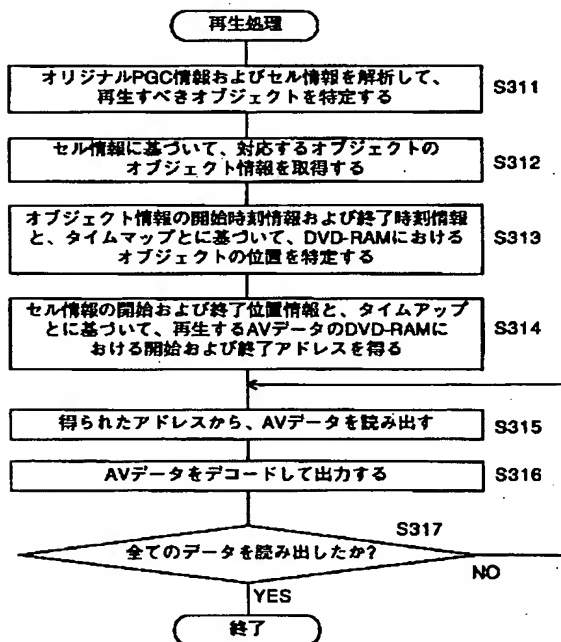 再生処理
オリジナルPGC情報およびセル情報を解析して、
再生すべきオブジェクトを特定する
S311
セル情報に基づいて、対応するオブジェクトの
オブジェクト情報を取得する
S312
オブジェクト情報の開始時刻情報および終了時刻情報
と、タイムマップとに基づいて、DVD-RAMにおける
オブジェクトの位置を特定する
S313
セル情報の開始および終了位置情報と、タイムアップ
とに基づいて、再生するAVデータのDVD-RAMに
おける開始および終了アドレスを得る
S314
得られたアドレスから、AVデータを読み出す
S315
AVデータをデコードして出力する
S316
S317
全てのデータを読み出したか?
NO
YES
終了